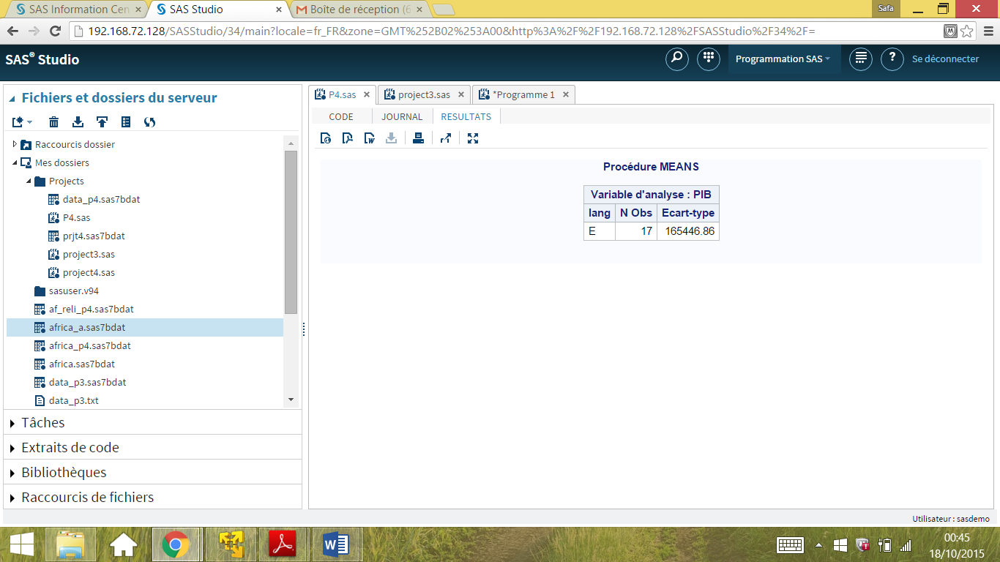 SAS Information Cen
SAS Studio
Boîte de réception (6
Safa
192.168.72.128/SASStudio/34/main?locale=fr_FR&zone=GMT%252B02%253A00&http%3A%2F%2F192.168.72.128%2FSASStudio%2F34%2F=
SAS® Studio
Programmation SAS
?
Se déconnecter
Fichiers et dossiers du serveur
Raccourcis dossier
Mes dossiers
Projects
data_p4.sas7bdat
P4.sas
prjt4.sas7bdat
project3.sas
project4.sas
sasuser.v94
af_reli_p4.sas7bdat
africa_a.sas7bdat
africa_p4.sas7bdat
africa.sas7bdat
data_p3.sas7bdat
data_p3.txt
Tâches
Extraits de code
Bibliothèques
Raccourcis de fichiers
P4.sas
project3.sas
*Programme 1
CODE
JOURNAL
RESULTATS
Procédure MEANS
Variable d'analyse : PIB
lang N Obs Ecart-type
E 17 165446.86
Utilisateur : sasdemo
00:45
18/10/2015